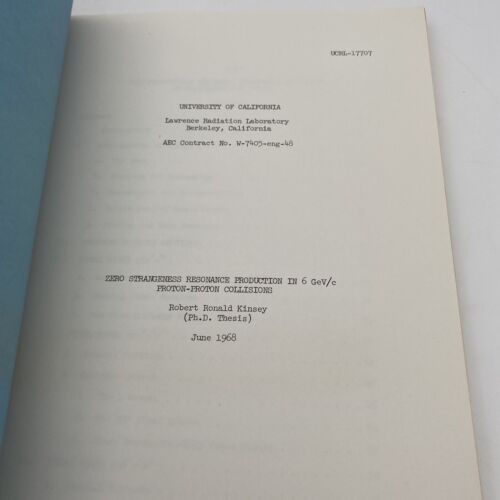 UCRL-17707
UNIVERSITY OF CALIFORNIA
Lawrence Radiation Laboratory
Berkeley, California
AEC Contract No. W-7405-eng-48
ZERO STRANGENESS RESONANCE PRODUCTION IN 6 GeV/c
PROTON-PROTON COLLISIONS
Robert Ronald Kinsey
(Ph.D. Thesis)
June 1968